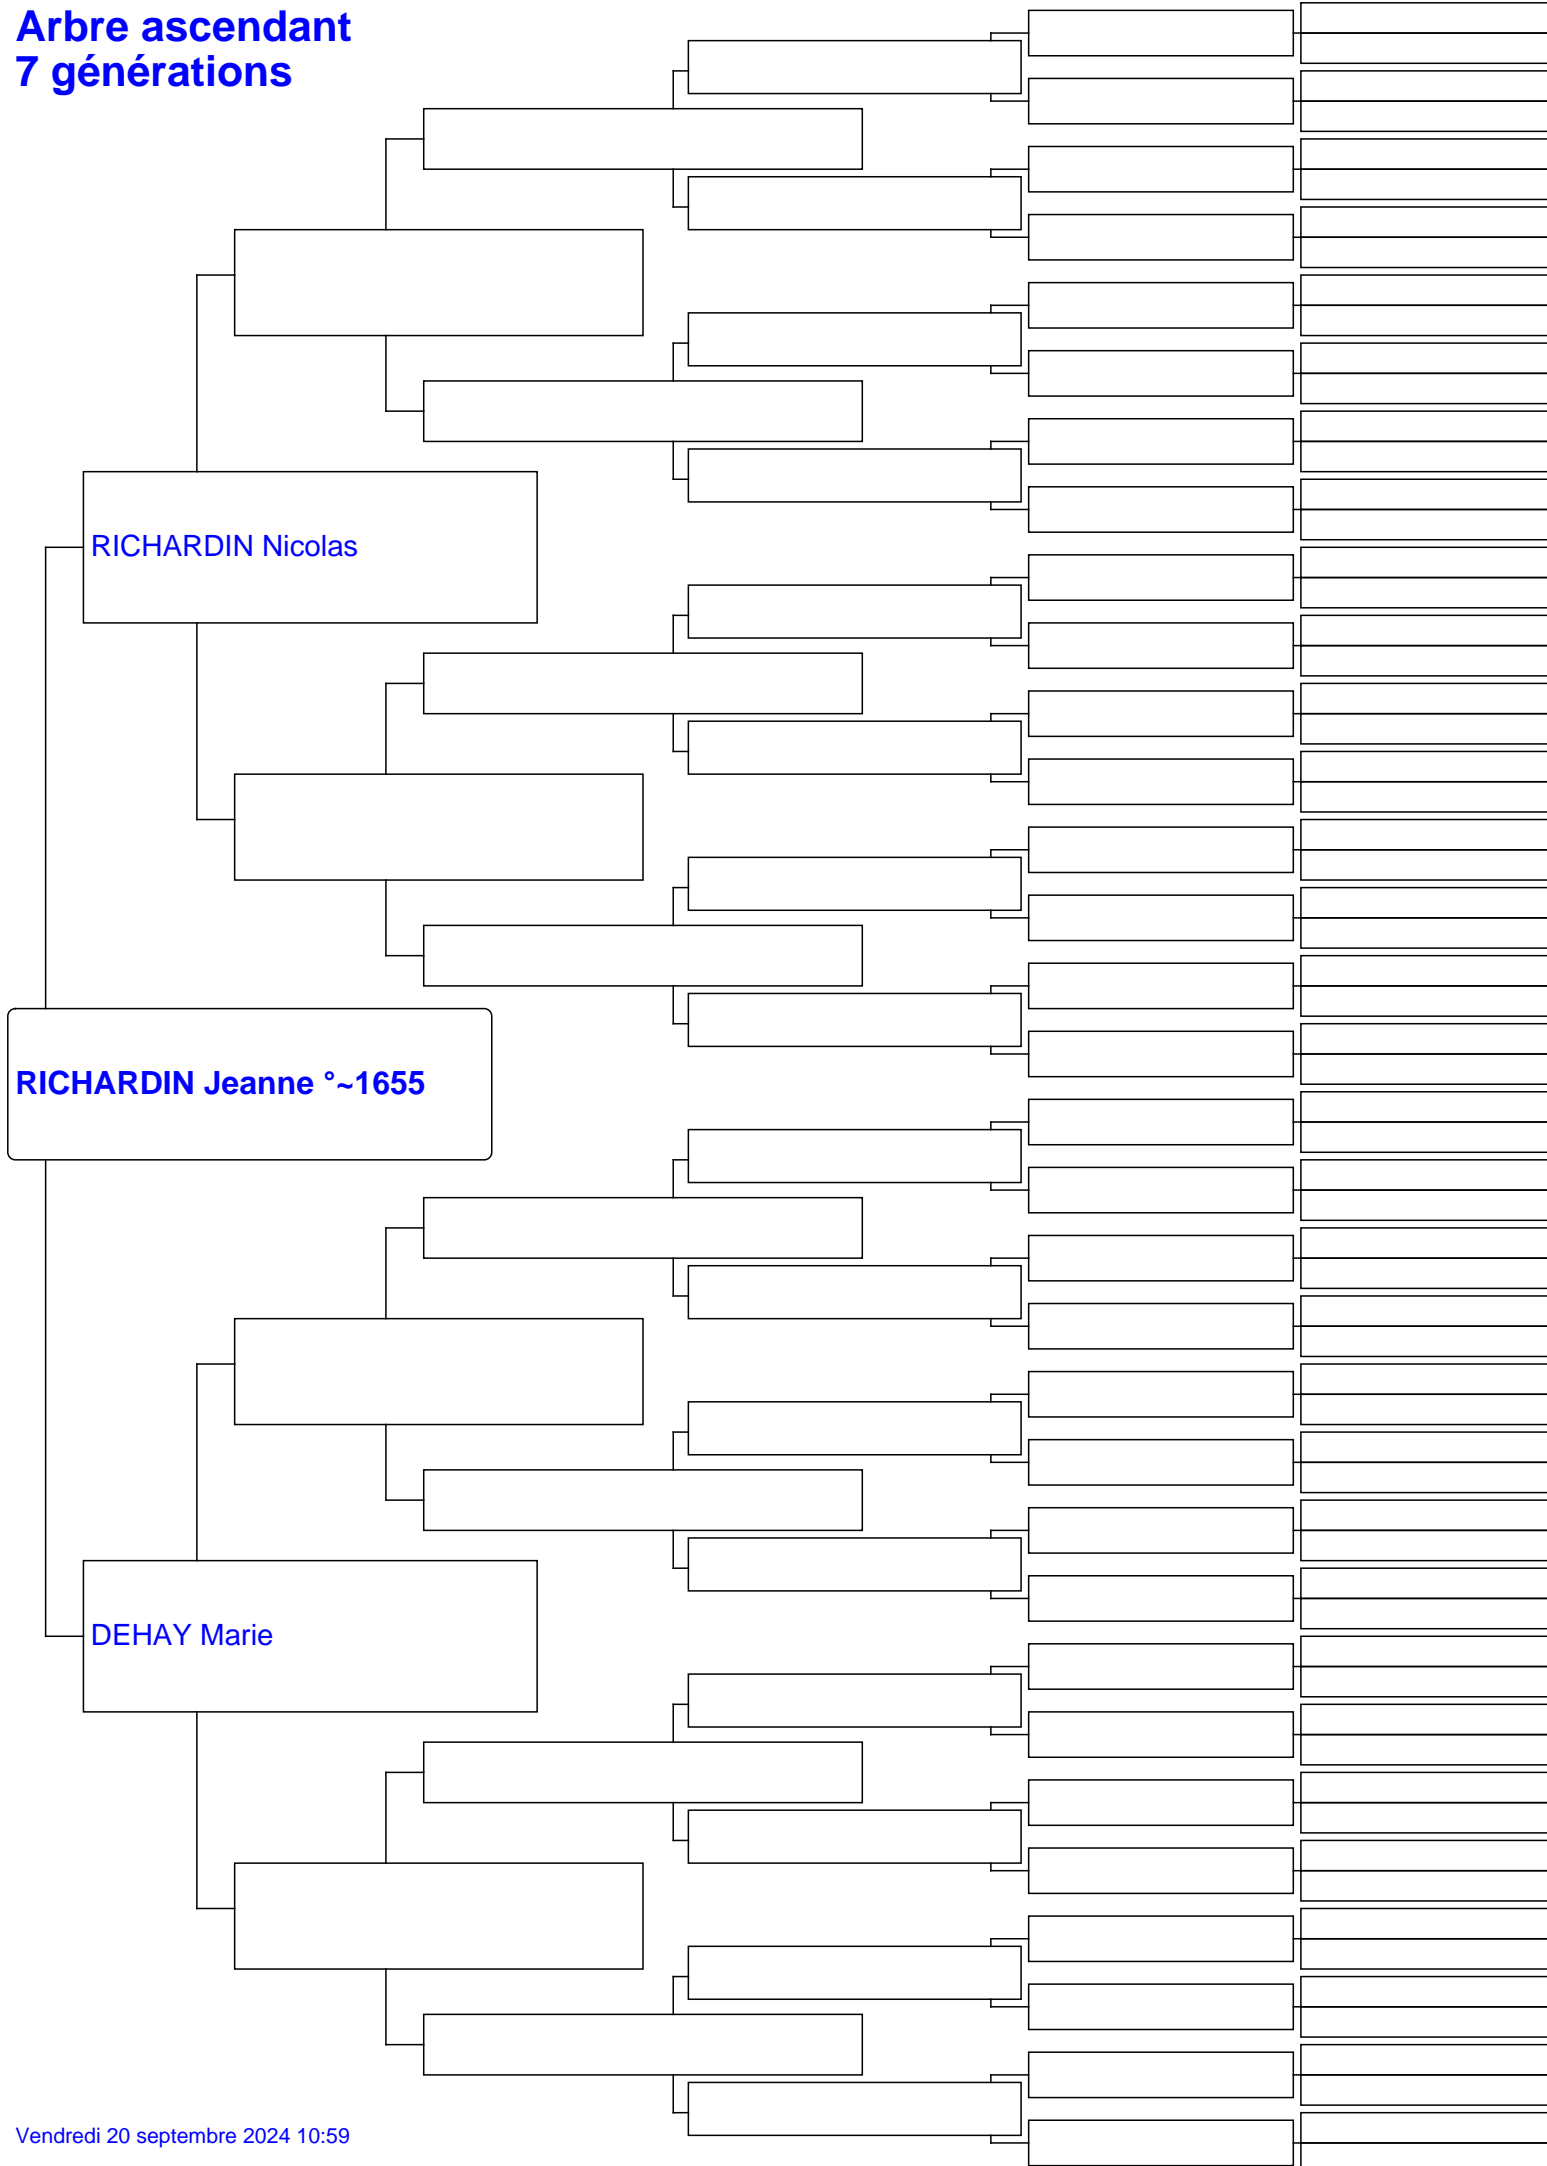 Arbre ascendant
7 générations
RICHARDIN Nicolas
RICHARDIN Jeanne °~1655
DEHAY Marie
Vendredi 20 septembre 2024 10:59